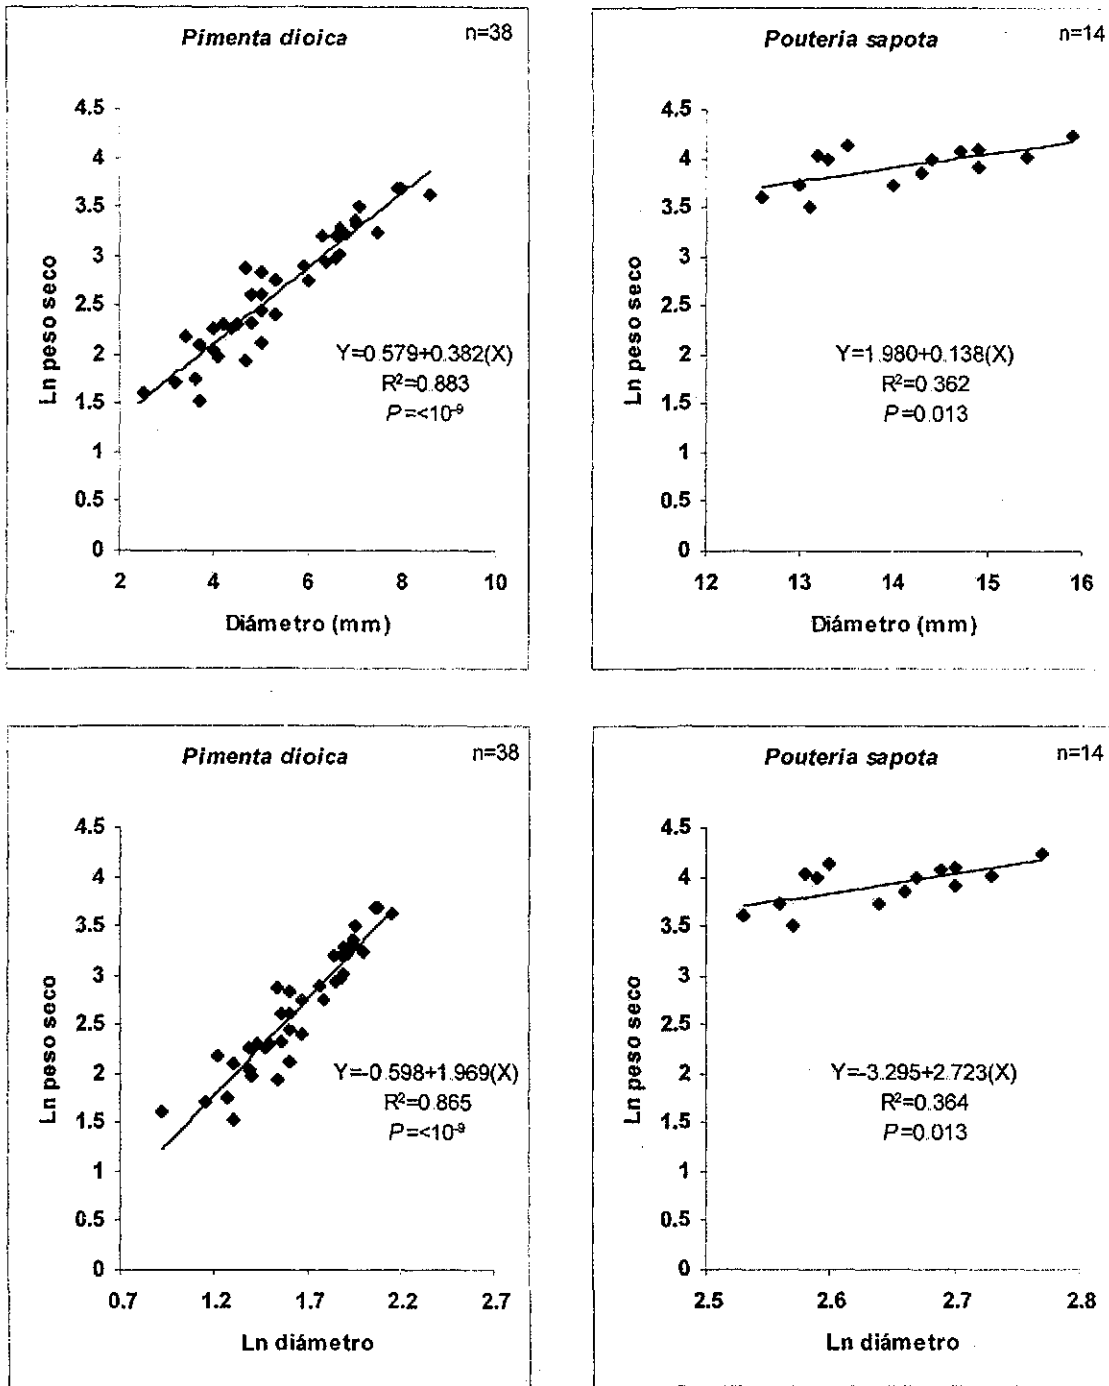 Pimenta dioica n=38
4.5
4
3.5
3
2.5
2
1.5
1
0.5
0
Ln peso seco
Y=0.579+0.382(X)
R²=0.883
P=<10⁻⁹
2 4 6 8 10
Diámetro (mm)
Pouteria sapota n=14
4.5
4
3.5
3
2.5
2
1.5
1
0.5
0
Ln peso seco
Y=1.980+0.138(X)
R²=0.362
P=0.013
12 13 14 15 16
Diámetro (mm)
Pimenta dioica n=38
4.5
4
3.5
3
2.5
2
1.5
1
0.5
0
Ln peso seco
Y=-0.598+1.969(X)
R²=0.865
P=<10⁻⁹
0.7 1.2 1.7 2.2 2.7
Ln diámetro
Pouteria sapota n=14
4.5
4
3.5
3
2.5
2
1.5
1
0.5
0
Ln peso seco
Y=-3.295+2.723(X)
R²=0.364
P=0.013
2.5 2.6 2.7 2.8
Ln diámetro